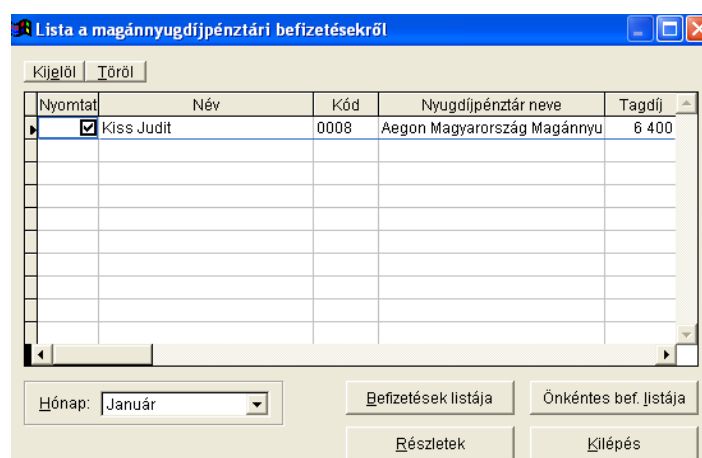 Lista a magánnyugdíjpénztári befizetésekről
Kijelöl Töröl
Nyomtat Név Kód Nyugdíjpénztár neve Tagdíj
Kiss Judit 0008 Aegon Magyarország Magánnyu 6 400
Hónap: Január Befizetések listája Önkéntes bef. listája
Részletek Kilépés